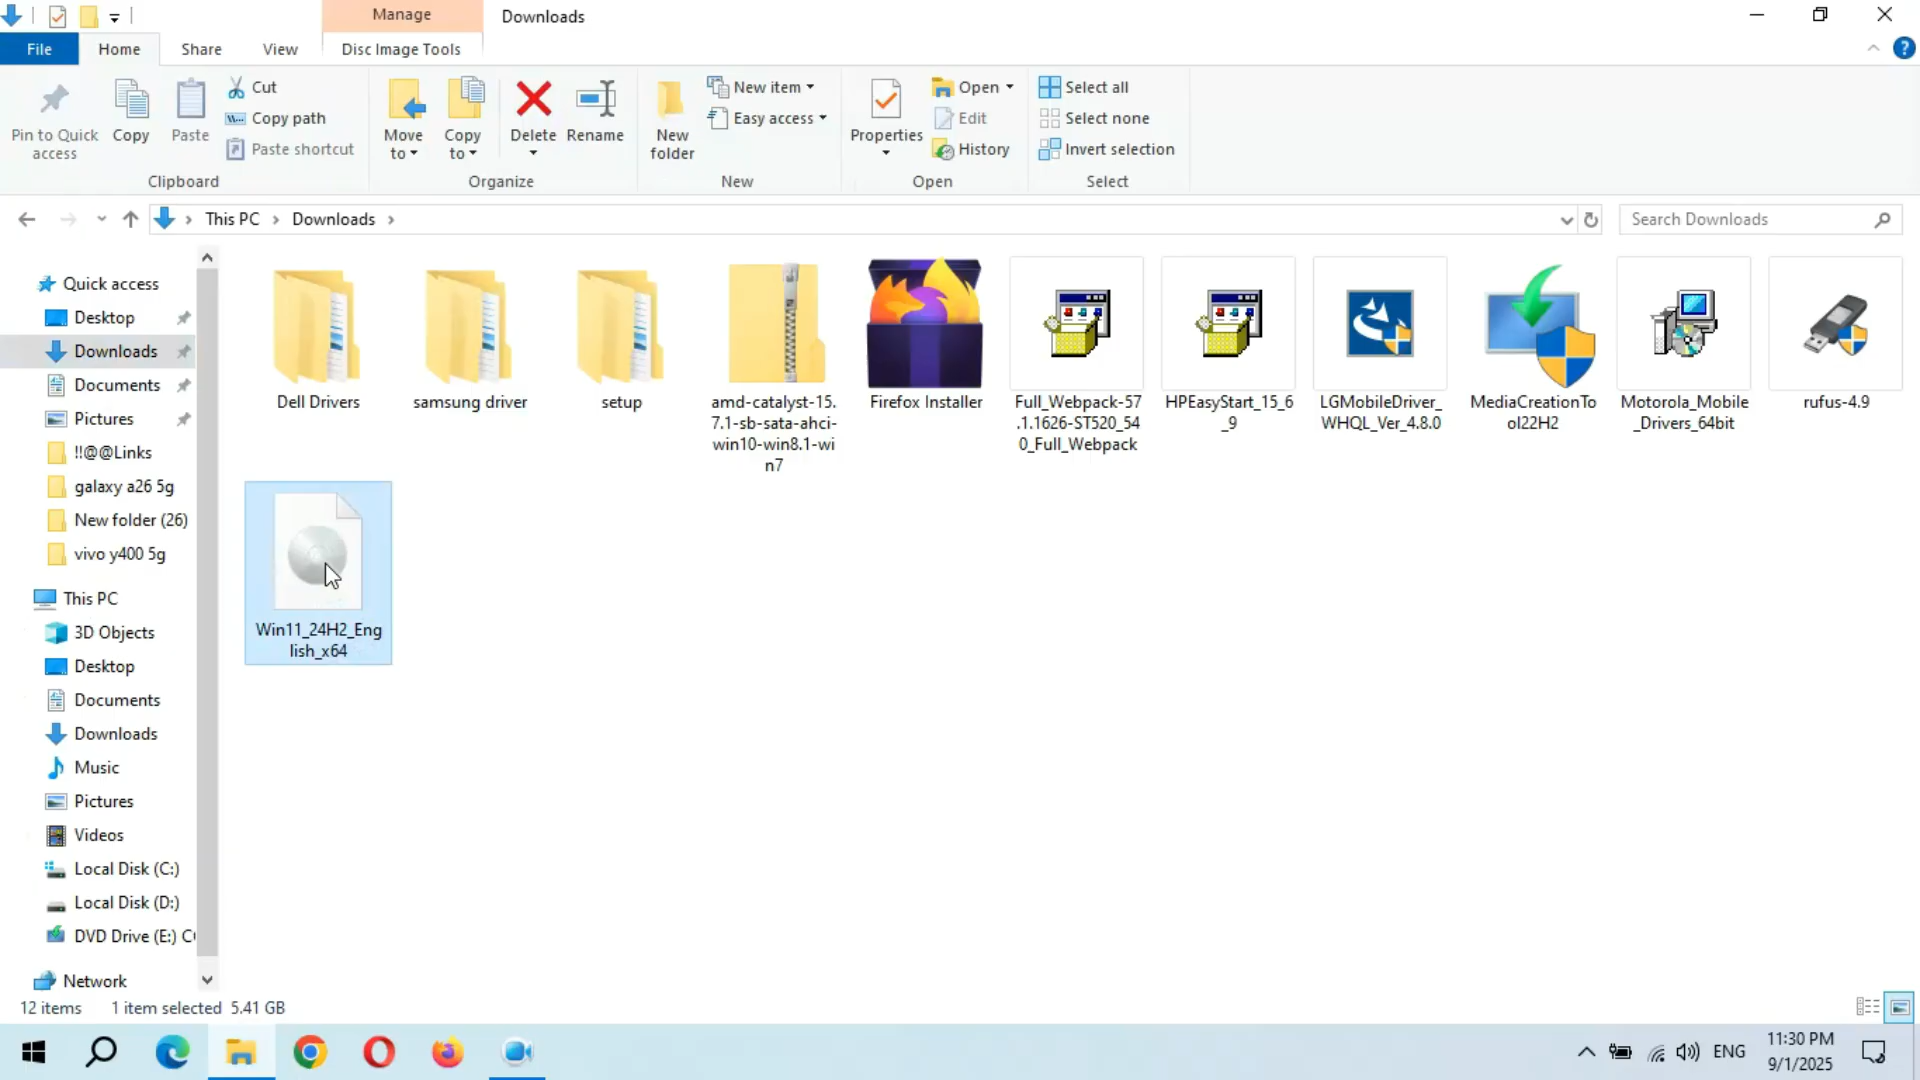 Manage
Downloads
File
Home
Share
View
Disc Image Tools
Pin to Quick
access
Copy
Paste
Cut
Copy path
Paste shortcut
Clipboard
Move
to
Copy
to
Delete
Rename
Organize
New
folder
New item
Easy access
New
Properties
Open
Edit
History
Open
Select all
Select none
Invert selection
Select
This PC
Downloads
Search Downloads
Quick access
Desktop
Downloads
Documents
Pictures
!!@@Links
galaxy a26 5g
New folder (26)
vivo y400 5g
This PC
3D Objects
Desktop
Documents
Downloads
Music
Pictures
Videos
Local Disk (C:)
Local Disk (D:)
DVD Drive (E:)
Network
Dell Drivers
samsung driver
setup
amd-catalyst-15.
7.1-sb-sata-ahci-
win10-win8.1-wi
n7
Firefox Installer
Full_Webpack-57
.1.1626-ST520_54
0_Full_Webpack
HPEasyStart_15_6
_9
LGMobileDriver_
WHQL_Ver_4.8.0
MediaCreationTo
ol22H2
Motorola_Mobile
_Drivers_64bit
rufus-4.9
Win11_24H2_Eng
lish_x64
12 items
1 item selected 5.41 GB
ENG
11:30 PM
9/1/2025